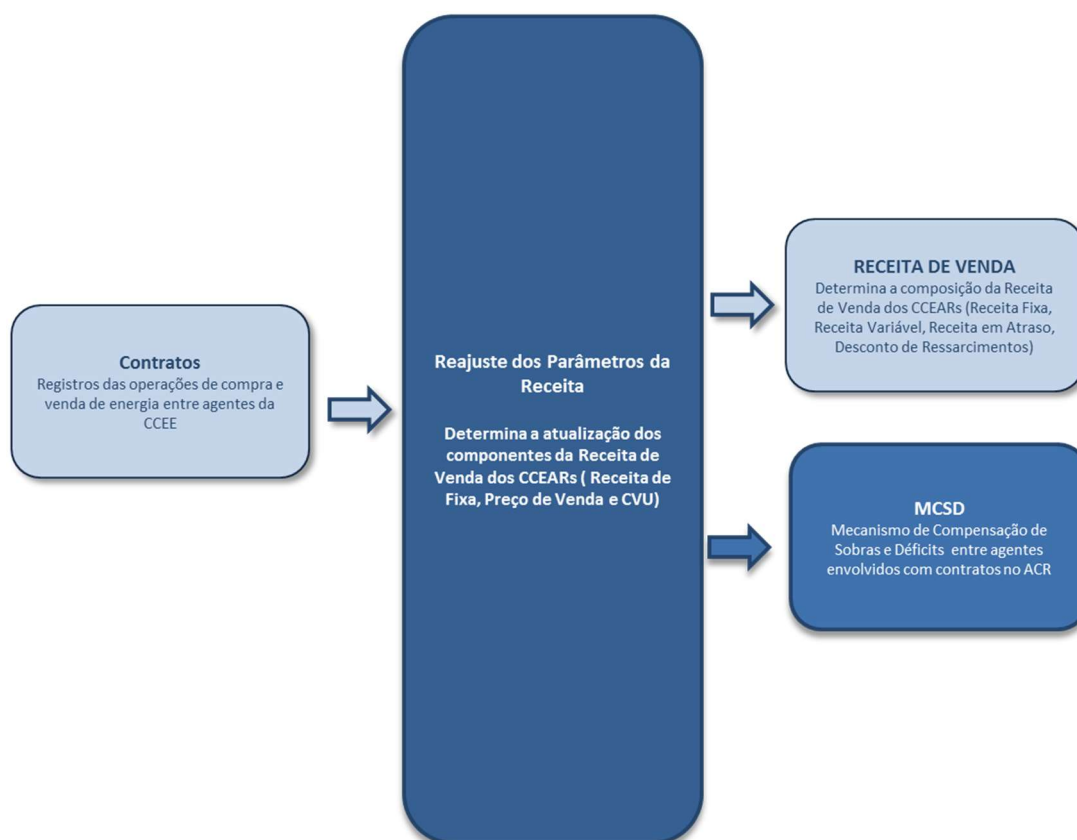 Contratos
Registros das operações de compra e
venda de energia entre agentes da
CCEE
Reajuste dos Parâmetros da
Receita
Determina a atualização dos
componentes da Receita de
Venda dos CCEARs ( Receita de
Fixa, Preço de Venda e CVU)
RECEITA DE VENDA
Determina a composição da Receita
de Venda dos CCEARs (Receita Fixa,
Receita Variável, Receita em Atraso,
Desconto de Ressarcimentos)
MCSD
Mecanismo de Compensação de
Sobras e Déficits entre agentes
envolvidos com contratos no ACR